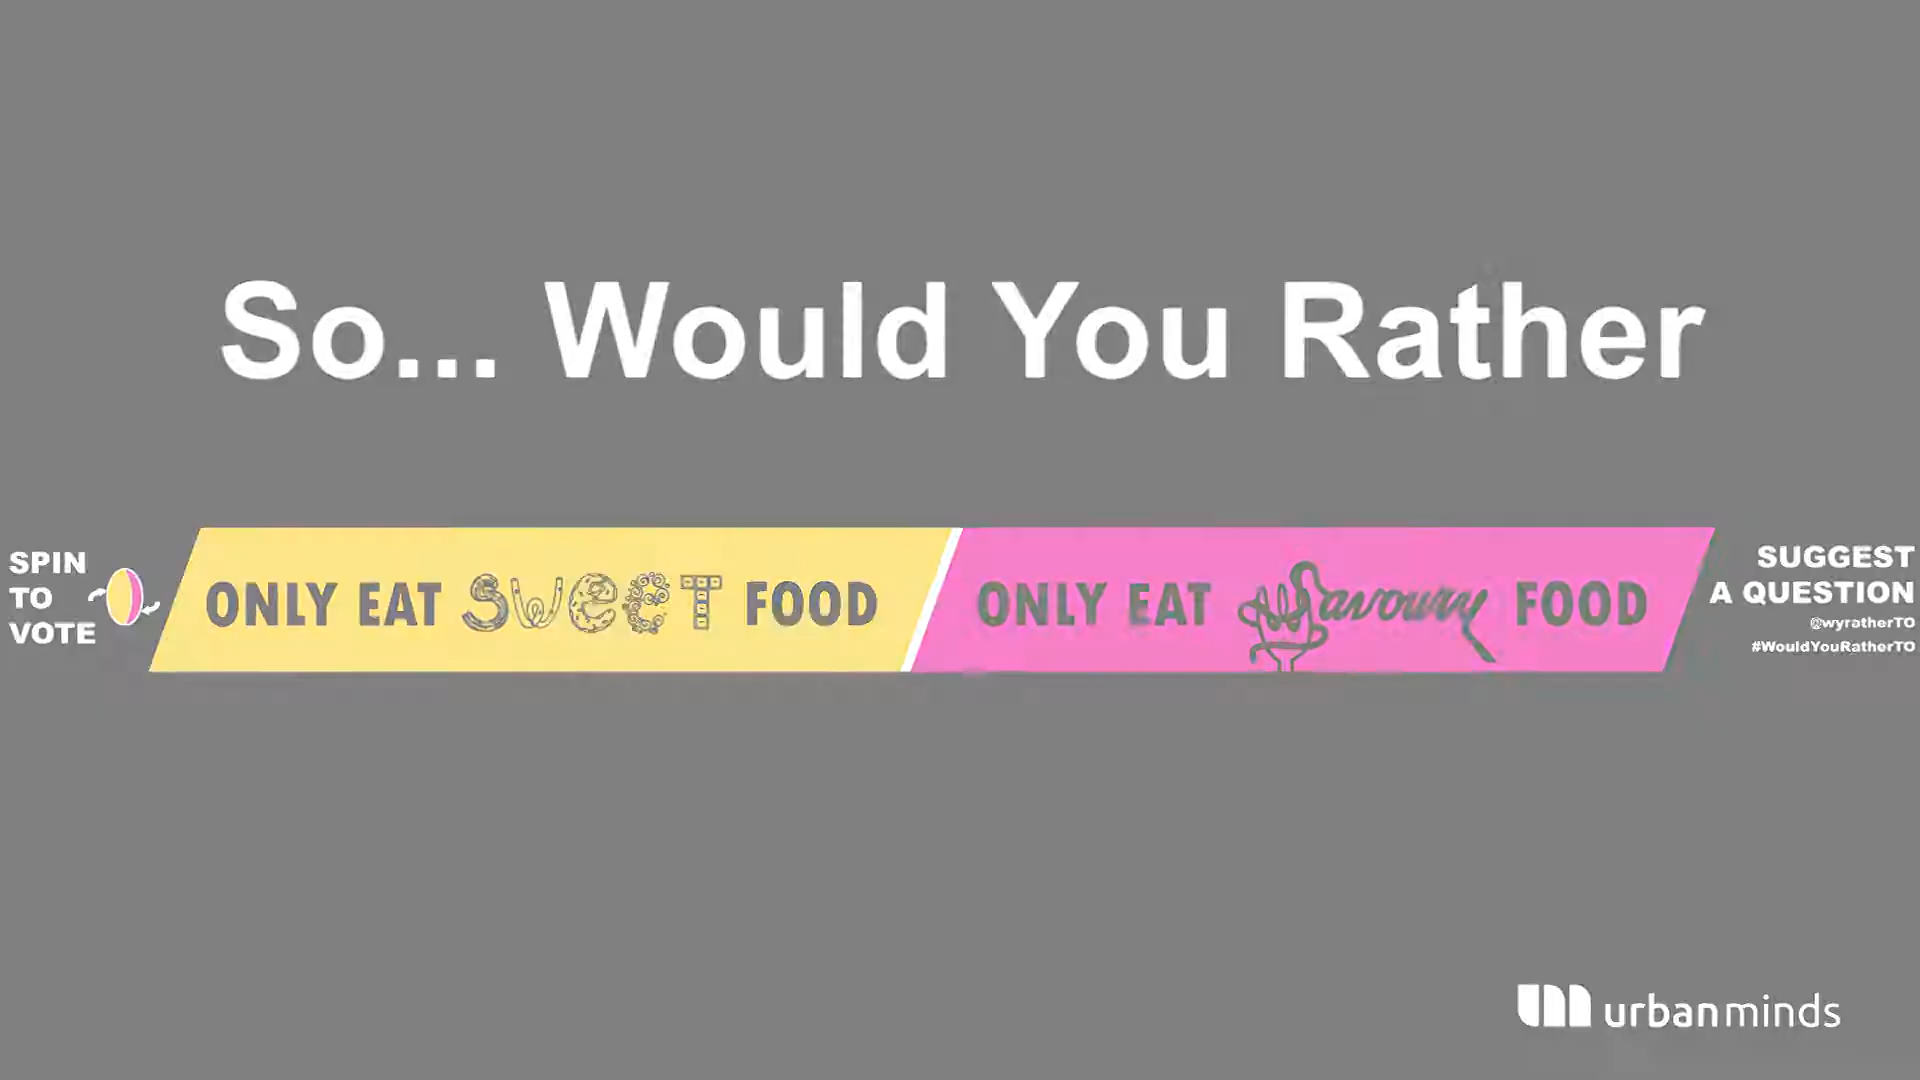 So... Would You Rather
SPIN
TO
VOTE
ONLY EAT SWEET FOOD
ONLY EAT Savoury FOOD
SUGGEST
A QUESTION
@wyratherTO
#WouldYouRatherTO
urbanminds